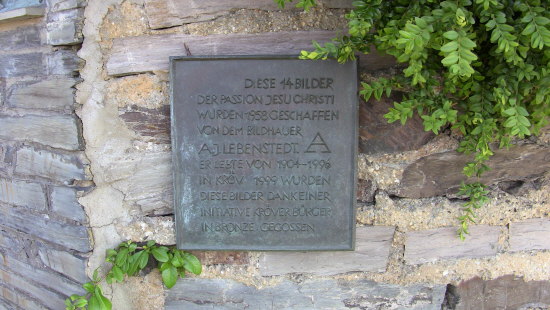 DIESE 14 BILDER
DER PASSION JESU CHRISTI
WURDEN 1958 GESCHAFFEN
VON DEM BILDHAUER
A.J. LEBENSTEDT.
ER LEBTE VON 1904-1996
IN KRÖV. 1999 WURDEN
DIESE BILDER DANK EINER
INITIATIVE KRÖVER BÜRGER
IN BRONZE GEGOSSEN